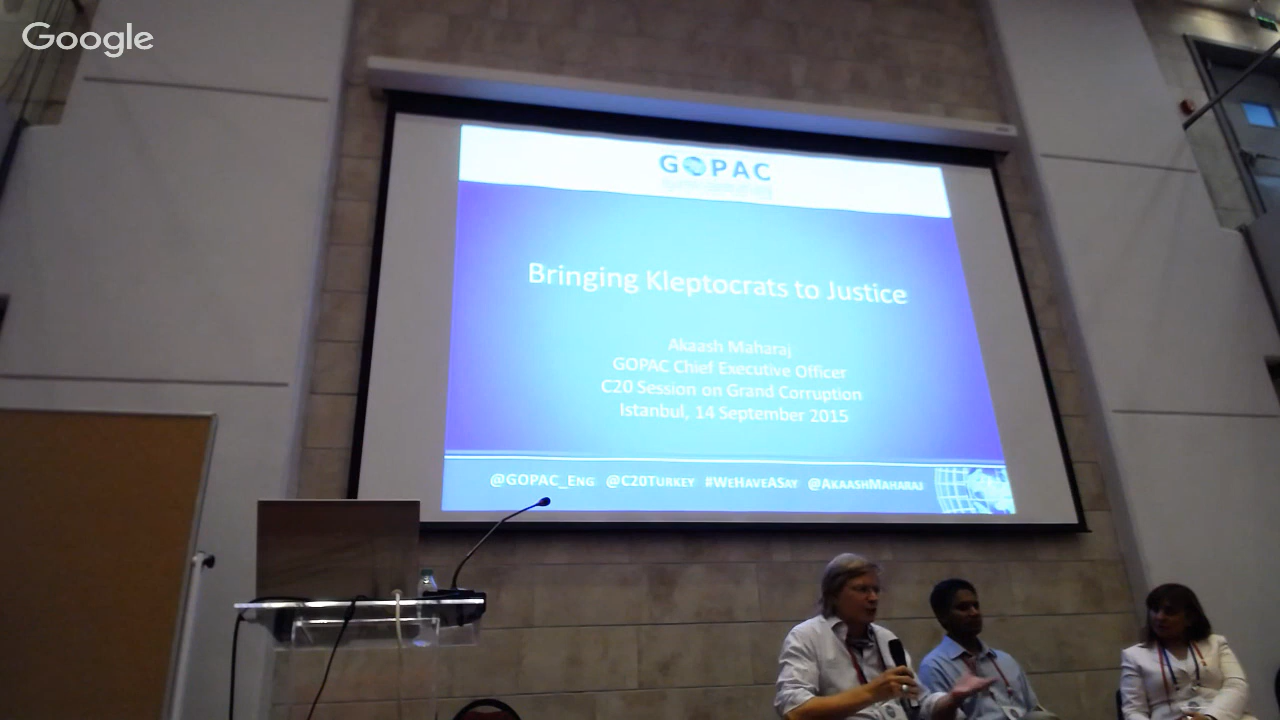 Google
GOPAC
Bringing Kleptocrats to Justice
Akaash Maharaj
GOPAC Chief Executive Officer
C20 Session on Grand Corruption
Istanbul, 14 September 2015
@GOPAC_ENG @C20TURKEY #WEHAVEASAY @AKAASHMAHARAJ